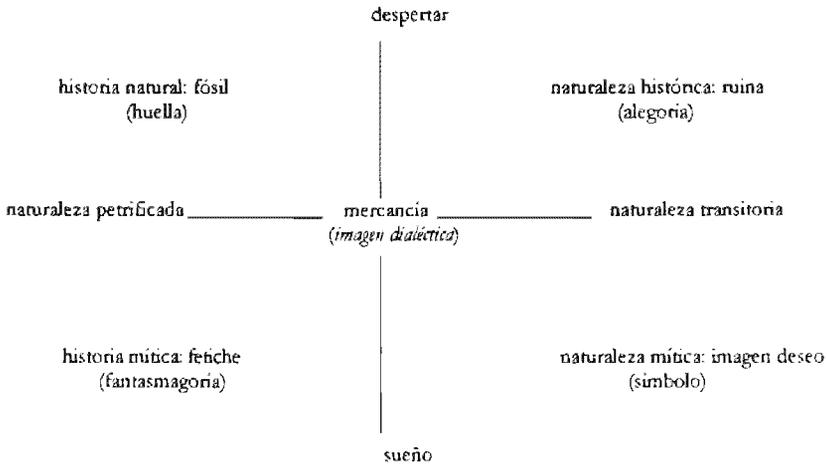 despertar
historia natural: fósil
(huella)
naturaleza histórica: ruina
(alegoría)
naturaleza petrificada
mercancía
(imagen dialéctica)
naturaleza transitoria
historia mítica: fetiche
(fantasmagoría)
naturaleza mítica: imagen deseo
(símbolo)
sueño